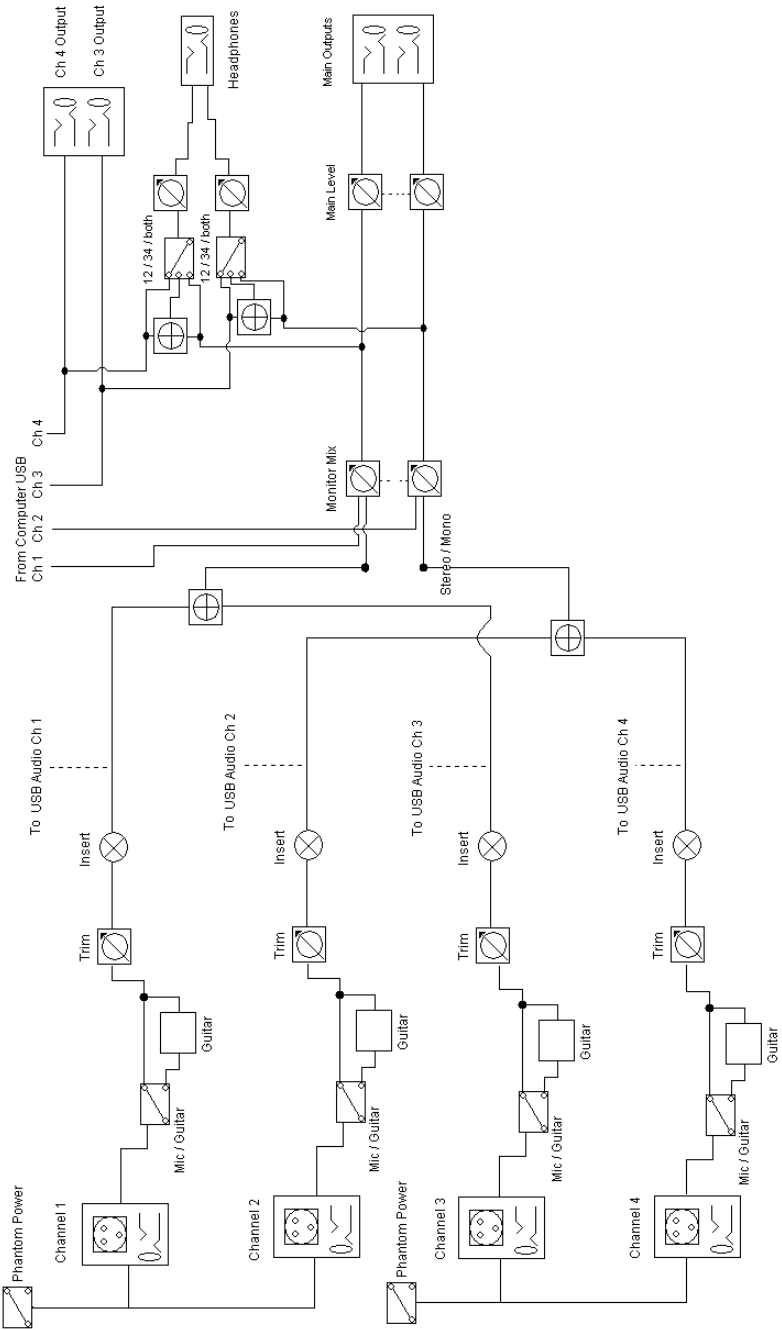 Phantom Power
Channel 1
Mic / Guitar
Guitar
Trim
Insert
To USB Audio Ch 1
Channel 2
Mic / Guitar
Guitar
Trim
Insert
To USB Audio Ch 2
Phantom Power
Channel 3
Mic / Guitar
Guitar
Trim
Insert
To USB Audio Ch 3
Channel 4
Mic / Guitar
Guitar
Trim
Insert
To USB Audio Ch 4
From Computer USB
Ch 1 Ch 2 Ch 3 Ch 4
Monitor Mix
Stereo / Mono
12 / 34 / both
12 / 34 / both
Main Level
Ch 4 Output
Ch 3 Output
Headphones
Main Outputs